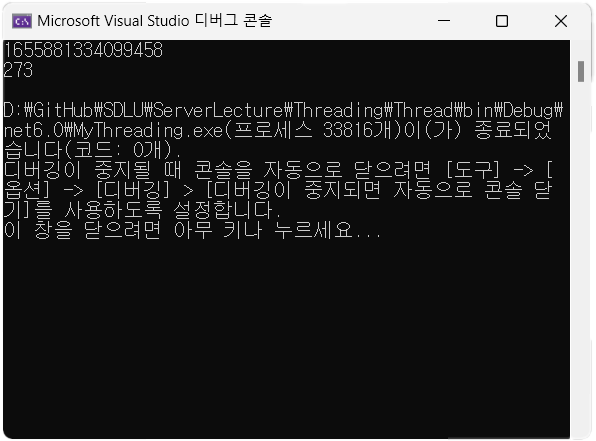 Microsoft Visual Studio 디버그 콘솔
1655881334099458
273
D:₩GitHub₩SDLU₩ServerLecture₩Threading₩Thread₩bin₩Debug₩
net6.0₩MyThreading.exe(프로세스 33816개)이(가) 종료되었
습니다(코드: 0개).
디버깅이 중지될 때 콘솔을 자동으로 닫으려면 [도구] -> [
옵션] -> [디버깅] > [디버깅이 중지되면 자동으로 콘솔 닫
기]를 사용하도록 설정합니다.
이 창을 닫으려면 아무 키나 누르세요...